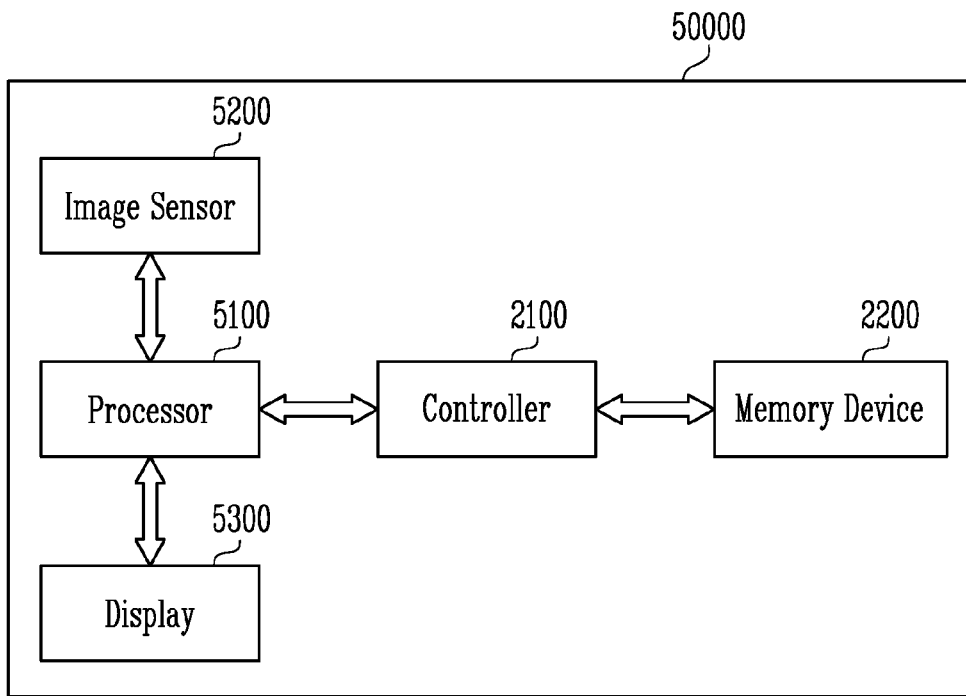 50000
5200
Image Sensor
5100
Processor
2100
Controller
2200
Memory Device
5300
Display